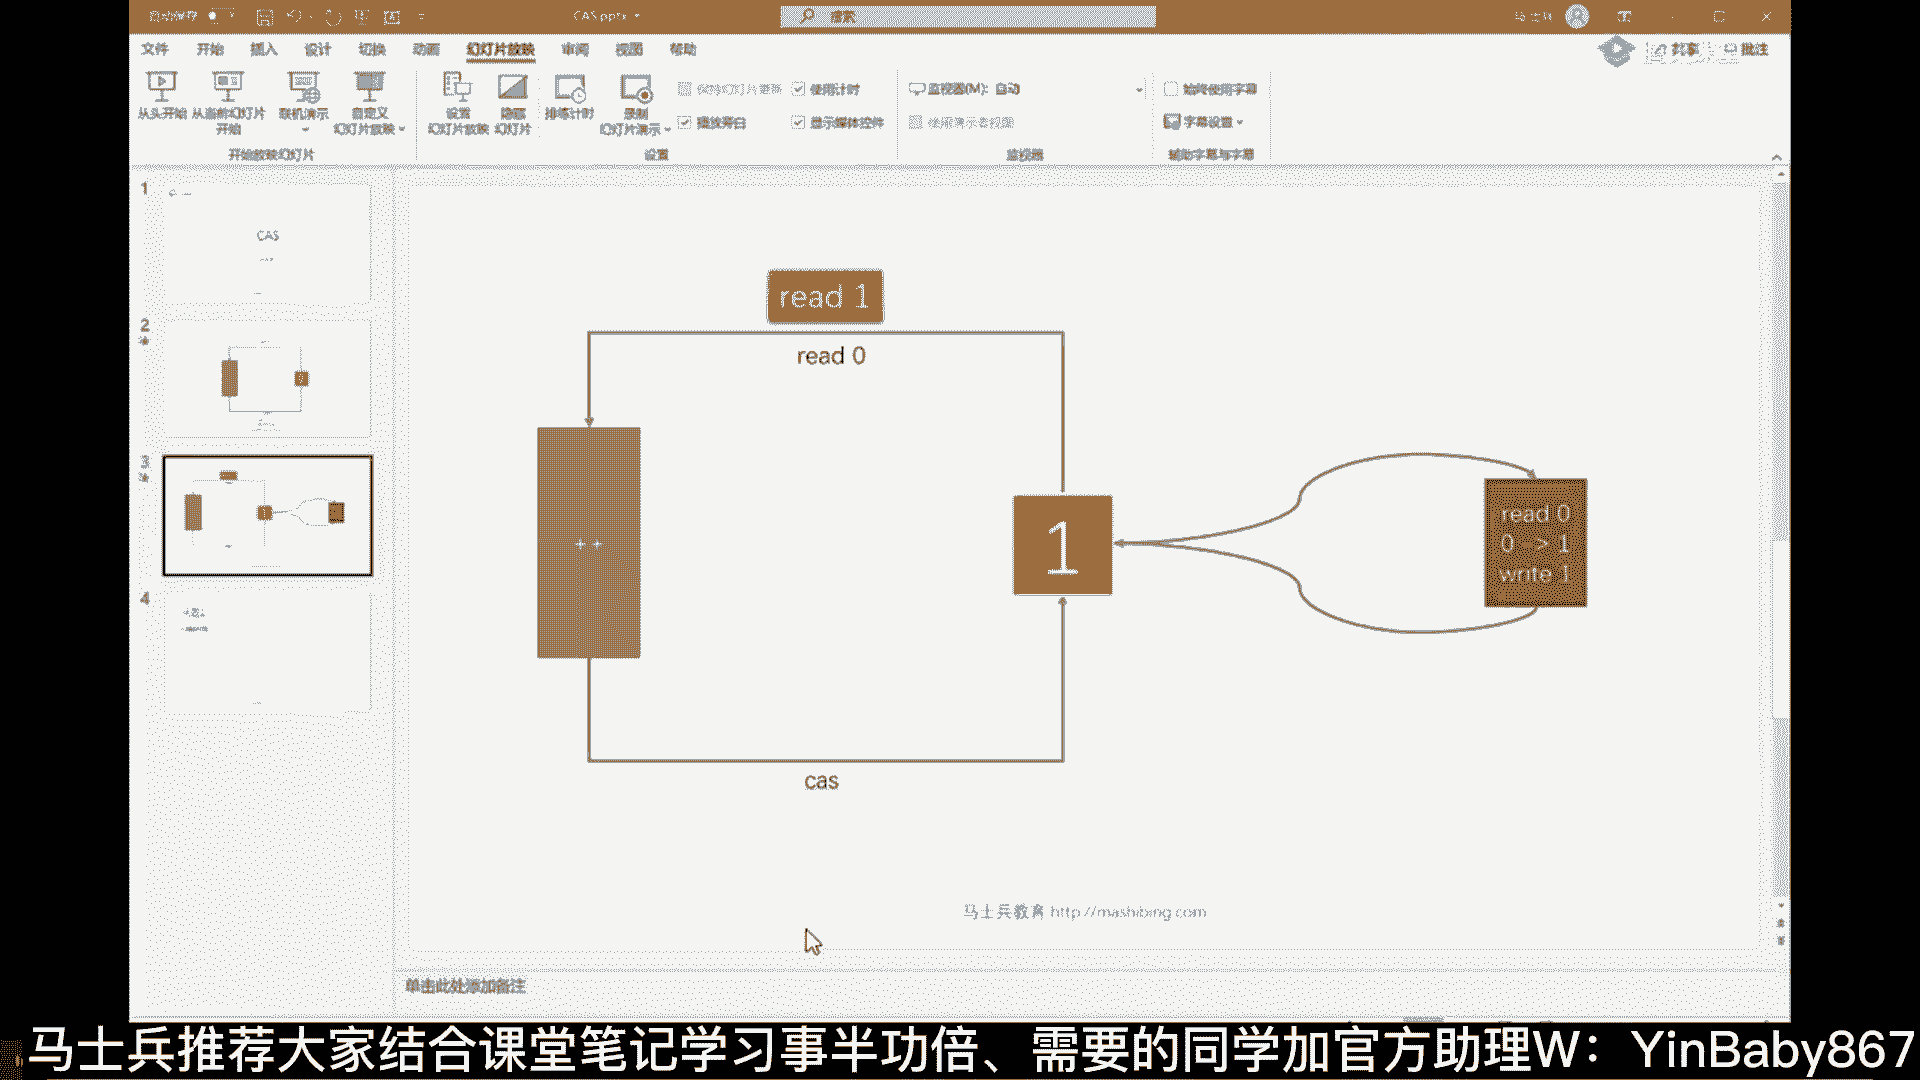 自动保存
CAS.pptx
搜索
文件 开始 插入 设计 切换 动画 幻灯片放映 审阅 视图 帮助
共享 批注
从头开始 从当前幻灯片开始 联机演示 自定义幻灯片放映 设置幻灯片放映 隐藏幻灯片 排练计时 录制幻灯片演示
保持幻灯片更新 使用计时
播放旁白 显示媒体控件
监视器(M): 自动
使用演示者视图
始终使用字幕
字幕设置
开始放映幻灯片 设置 监视器 辅助字幕与字幕
1
CAS
2
3
4
read 1
read 0
1
read 0
0 -> 1
write 1
cas
马士兵教育 http://mashibing.com
单击此处添加备注
马士兵推荐大家结合课堂笔记学习事半功倍、需要的同学加官方助理W：YinBaby867